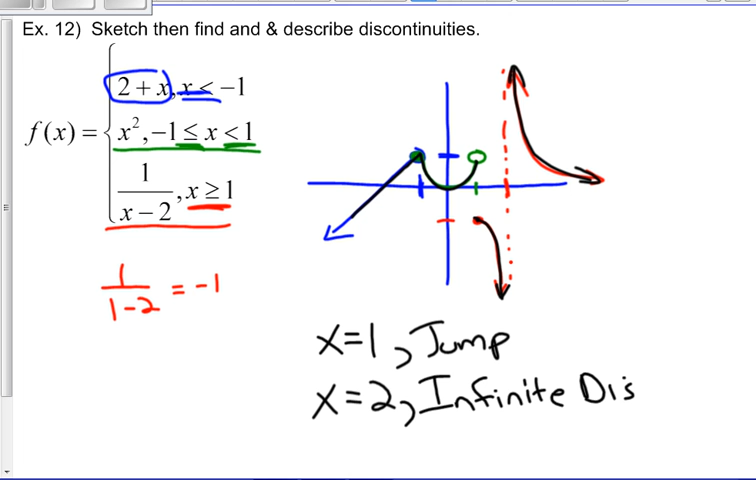 Ex. 12) Sketch then find and & describe discontinuities.
2 + x, x < −1
f(x) = { x², −1 ≤ x < 1
1/(x − 2), x ≥ 1
1/(1-2) = -1
x=1, Jump
x=2, Infinite Dis